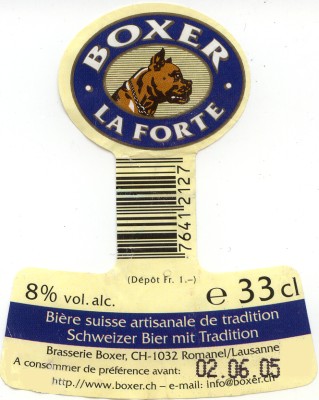 BOXER
LA FORTE
7641 2127
(Dépôt Fr. 1.–)
8% vol. alc. ℮ 33 cl
Bière suisse artisanale de tradition
Schweizer Bier mit Tradition
Brasserie Boxer, CH-1032 Romanel/Lausanne
A consommer de préférence avant: 02.06.05
http://www.boxer.ch – e-mail: info@boxer.ch